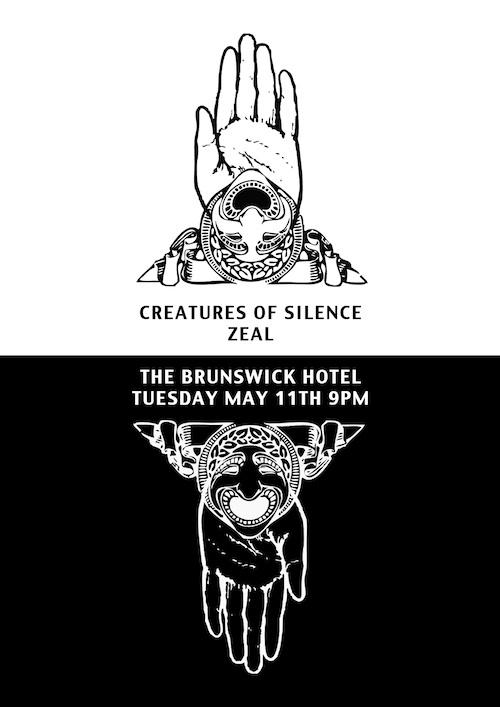 CREATURES OF SILENCE
ZEAL
THE BRUNSWICK HOTEL
TUESDAY MAY 11TH 9PM